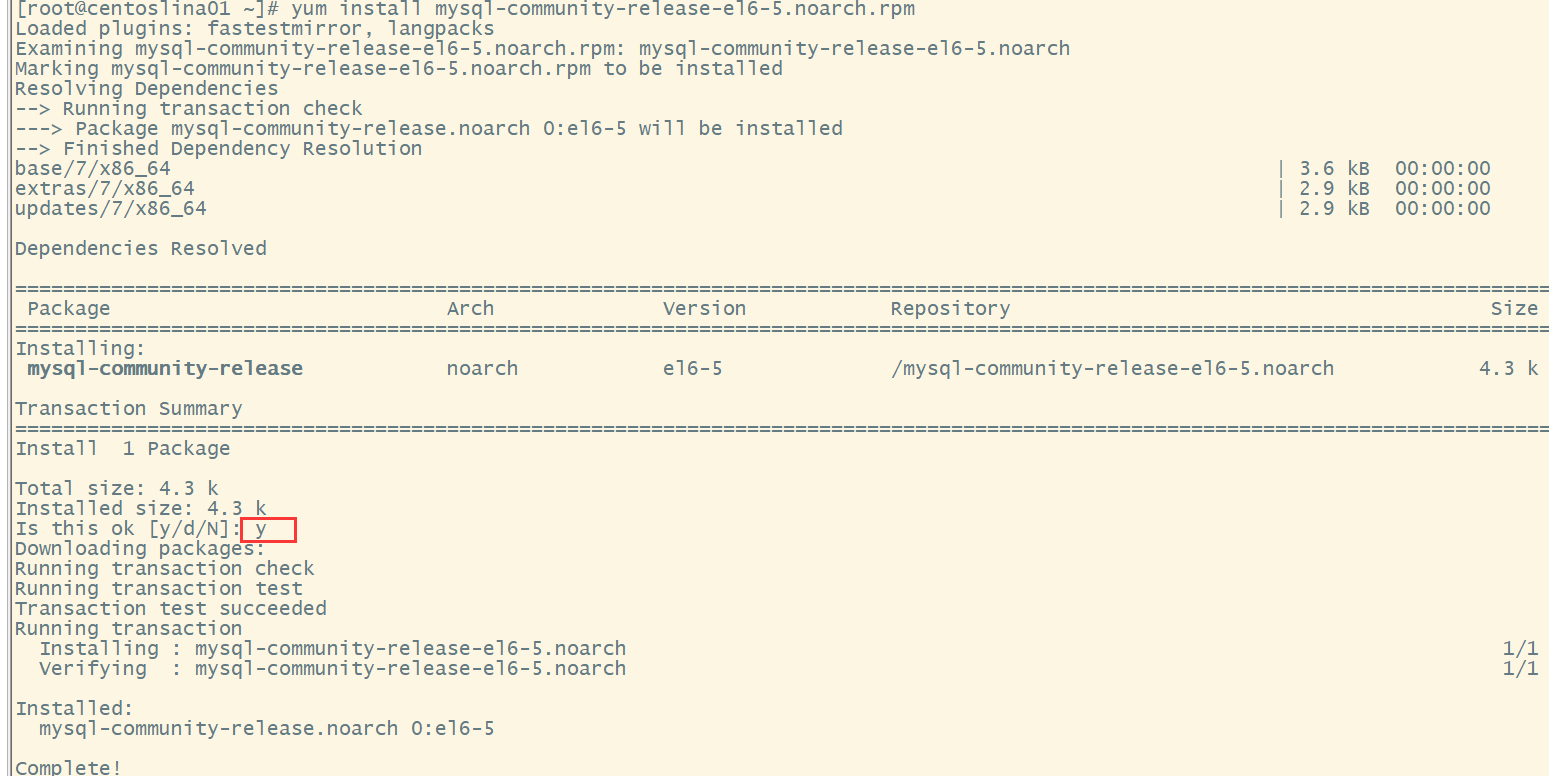 [root@centoslina01 ~]# yum install mysql-community-release-el6-5.noarch.rpm
Loaded plugins: fastestmirror, langpacks
Examining mysql-community-release-el6-5.noarch.rpm: mysql-community-release-el6-5.noarch
Marking mysql-community-release-el6-5.noarch.rpm to be installed
Resolving Dependencies
--> Running transaction check
---> Package mysql-community-release.noarch 0:el6-5 will be installed
--> Finished Dependency Resolution
base/7/x86_64 | 3.6 kB 00:00:00
extras/7/x86_64 | 2.9 kB 00:00:00
updates/7/x86_64 | 2.9 kB 00:00:00
Dependencies Resolved
================================================================================
Package Arch Version Repository Size
================================================================================
Installing:
mysql-community-release noarch el6-5 /mysql-community-release-el6-5.noarch 4.3 k
Transaction Summary
================================================================================
Install 1 Package
Total size: 4.3 k
Installed size: 4.3 k
Is this ok [y/d/N]: y
Downloading packages:
Running transaction check
Running transaction test
Transaction test succeeded
Running transaction
Installing : mysql-community-release-el6-5.noarch 1/1
Verifying : mysql-community-release-el6-5.noarch 1/1
Installed:
mysql-community-release.noarch 0:el6-5
Complete!